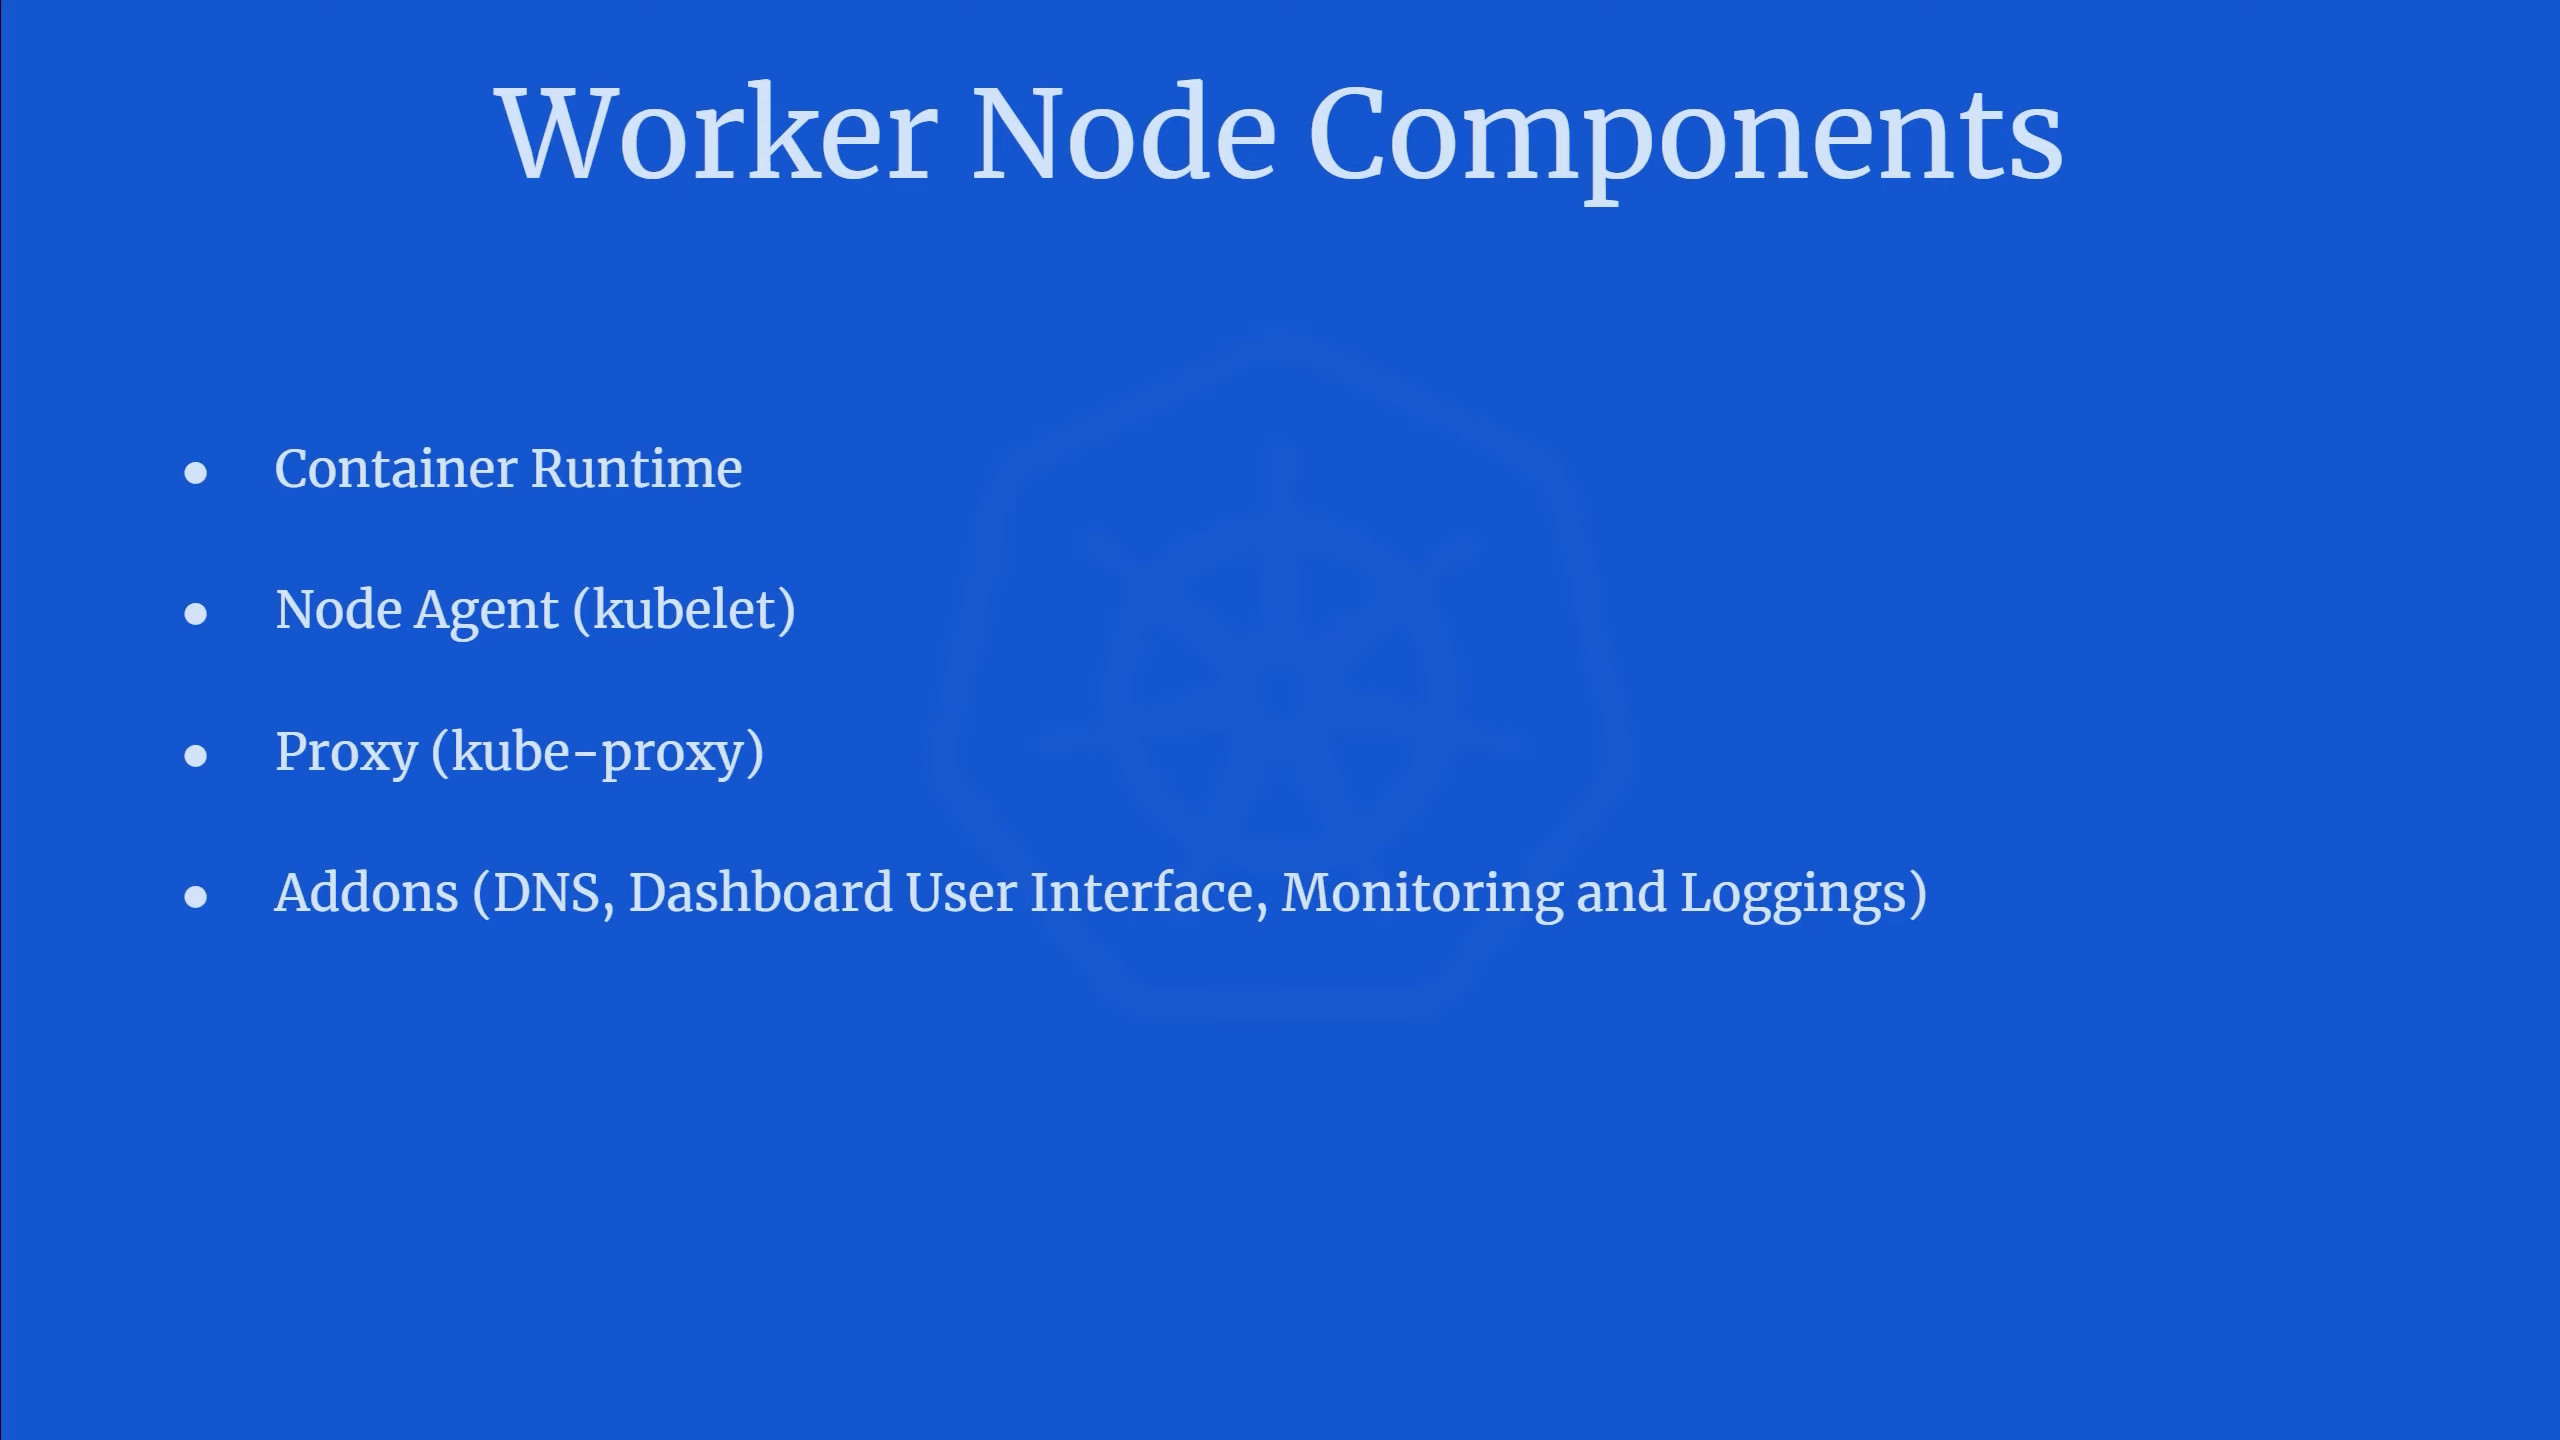 Worker Node Components
● Container Runtime
● Node Agent (kubelet)
● Proxy (kube-proxy)
● Addons (DNS, Dashboard User Interface, Monitoring and Loggings)